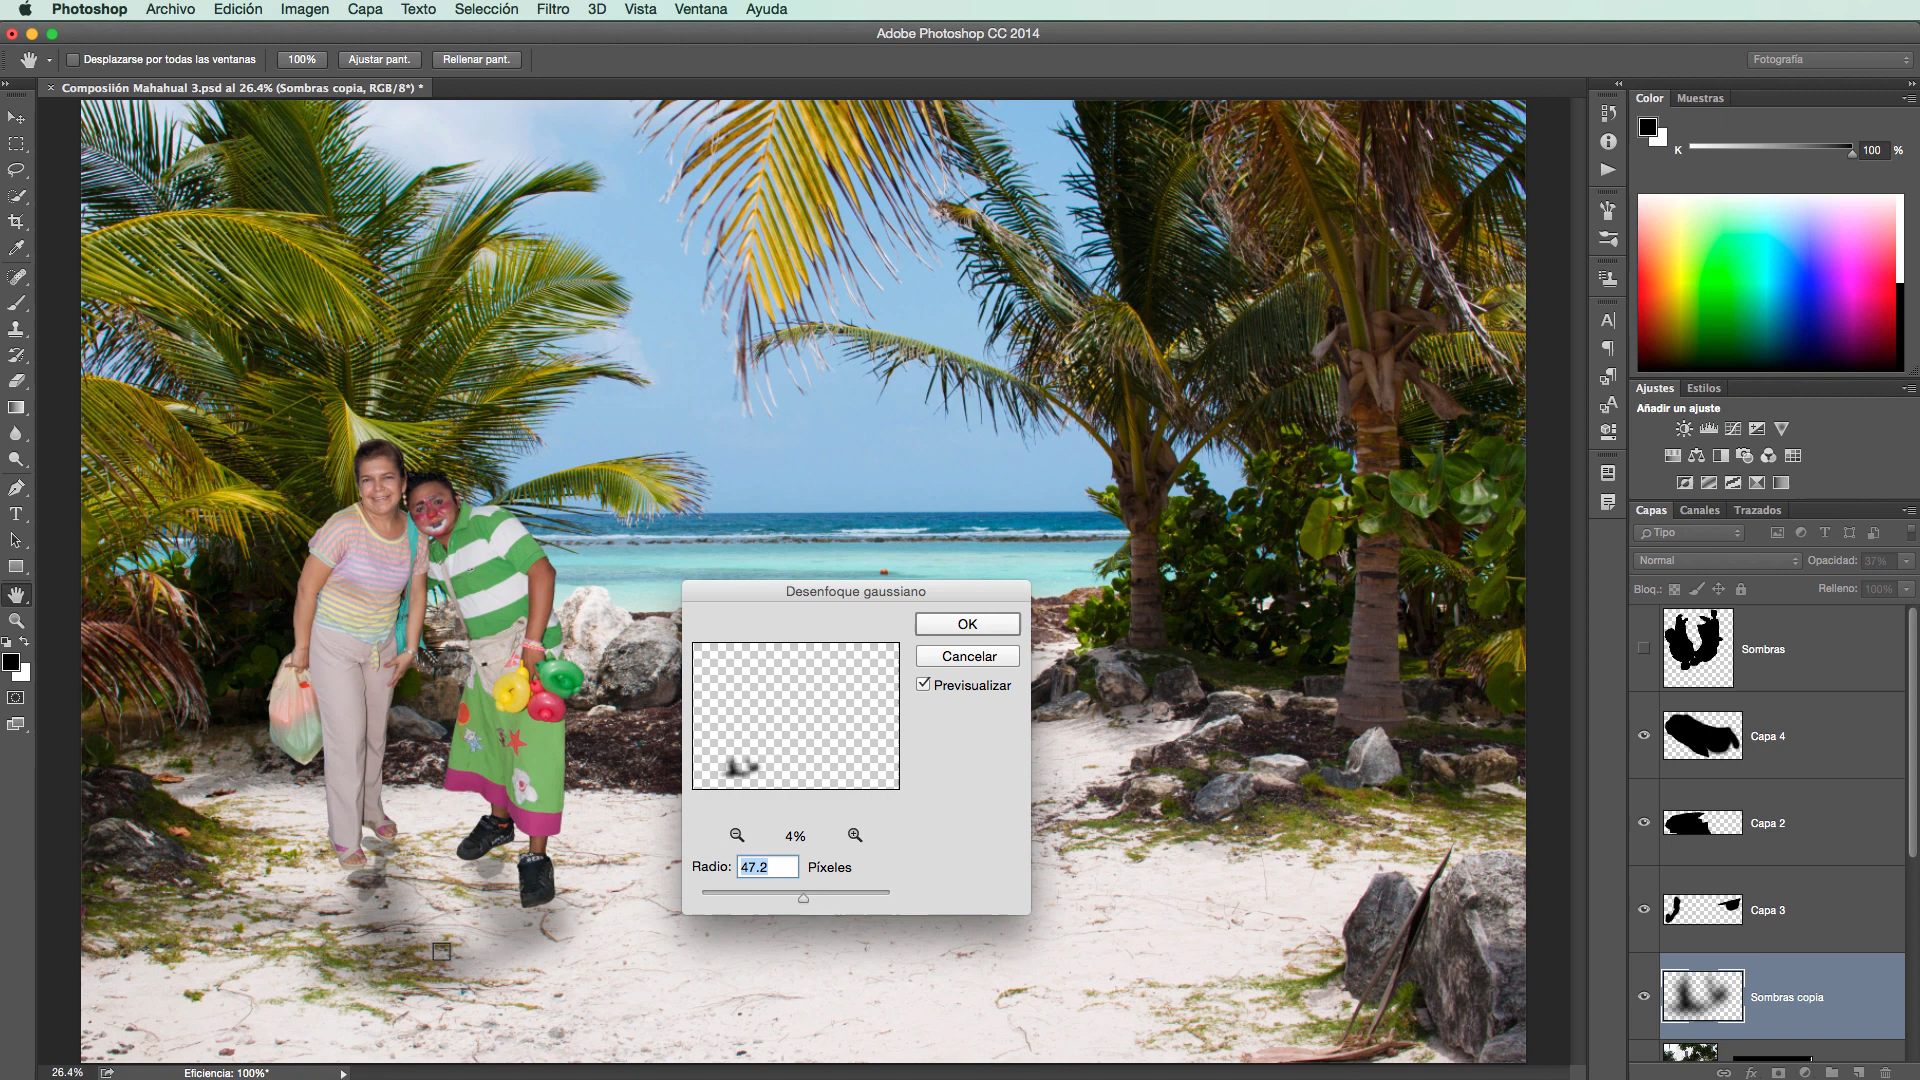 Photoshop Archivo Edición Imagen Capa Texto Selección Filtro 3D Vista Ventana Ayuda
Adobe Photoshop CC 2014
Desplazarse por todas las ventanas 100% Ajustar pant. Rellenar pant. Fotografía
Composiión Mahahual 3.psd al 26.4% (Sombras copia, RGB/8*) *
Color Muestras
K 100 %
Ajustes Estilos
Añadir un ajuste
Capas Canales Trazados
Tipo
Normal Opacidad: 37%
Bloq.: Relleno: 100%
Sombras
Capa 4
Capa 2
Capa 3
Sombras copia
Desenfoque gaussiano
OK
Cancelar
Previsualizar
4%
Radio: 47.2 Píxeles
26.4% Eficiencia: 100%*